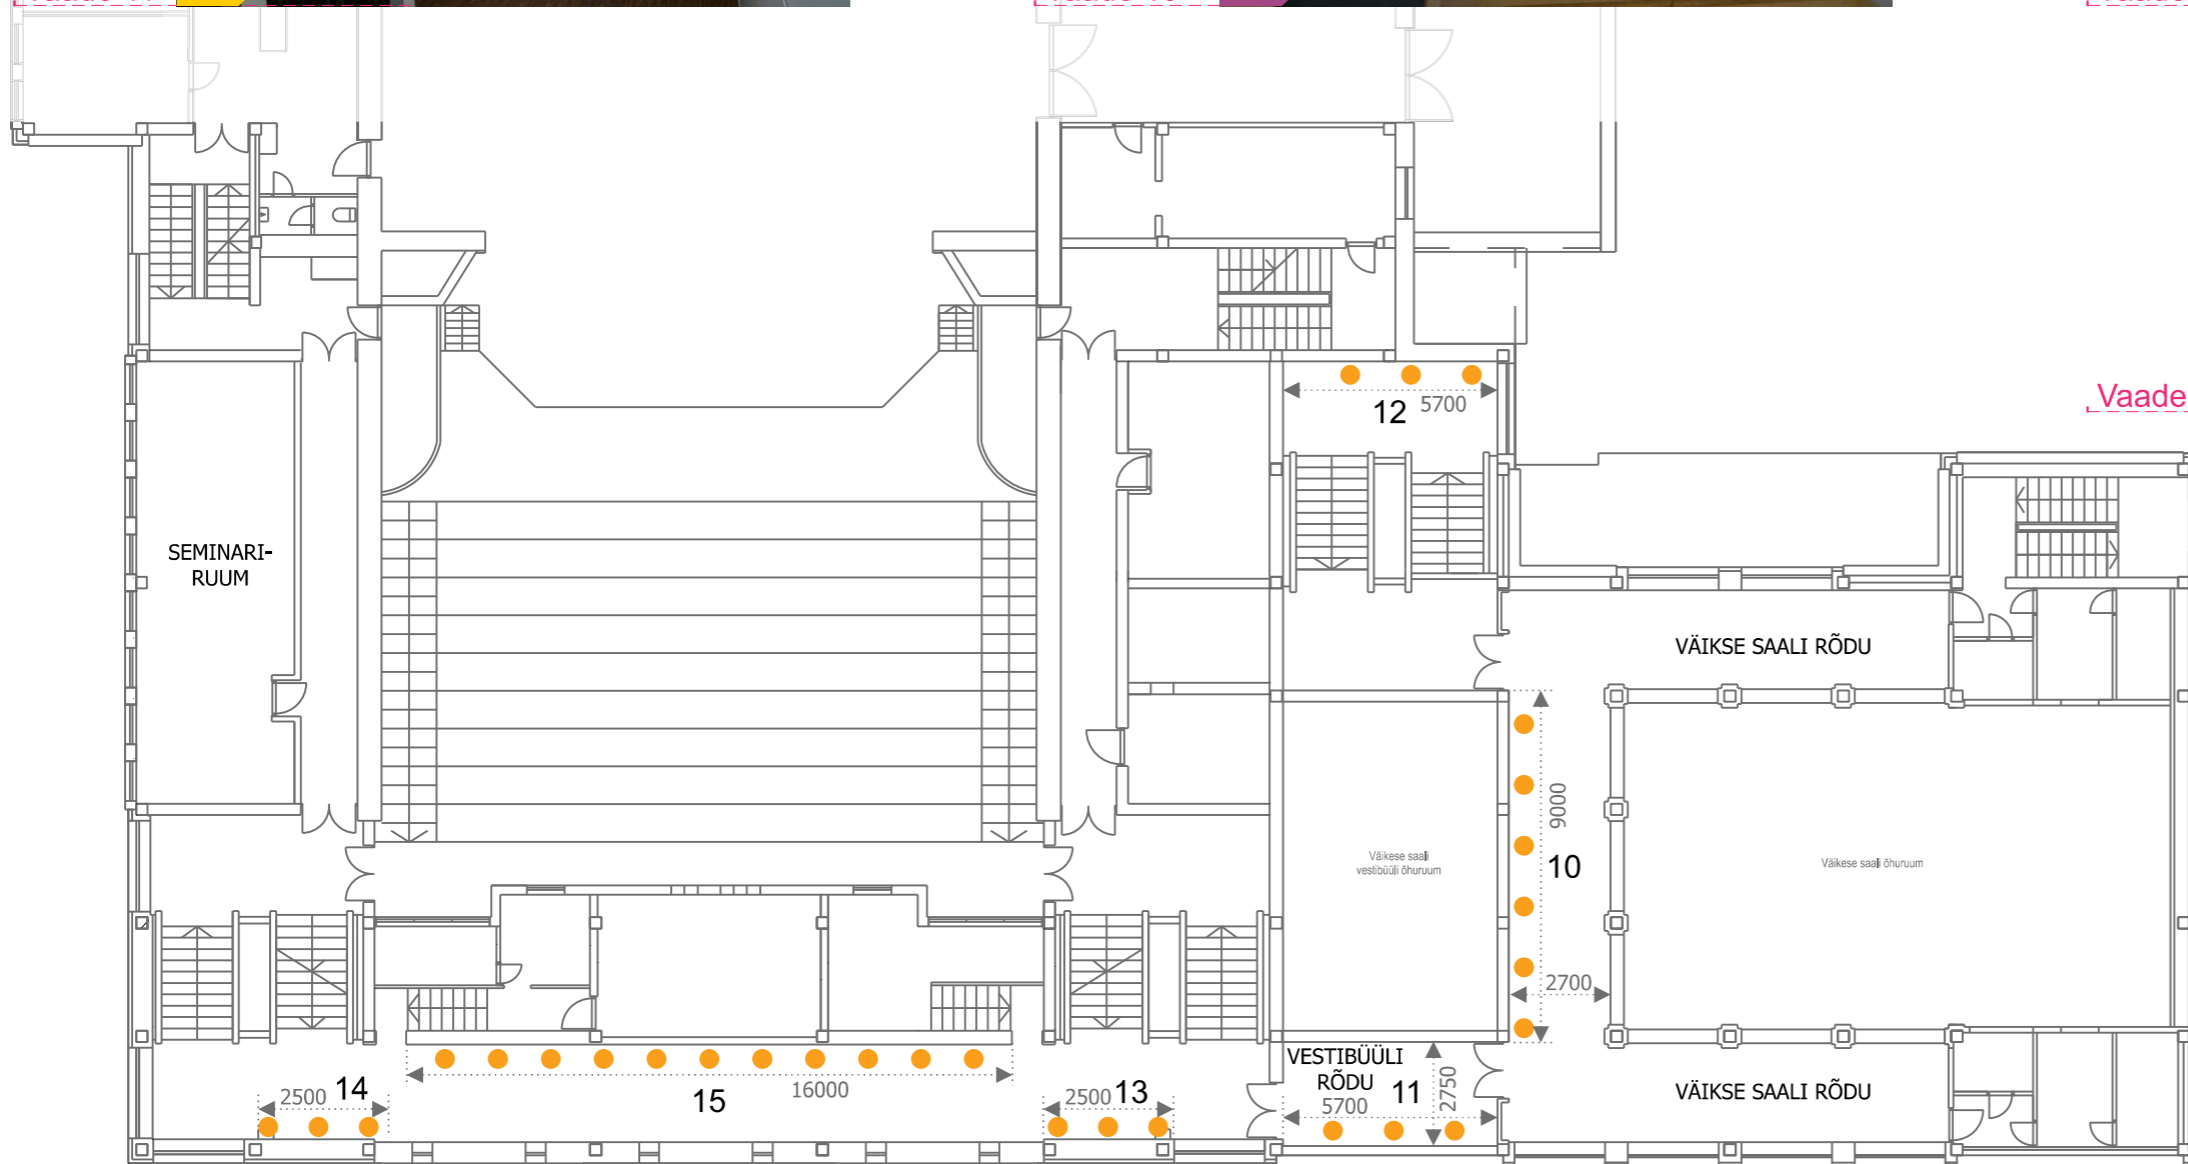 Vaade
12 5700
SEMINARI-
RUUM
VÄIKSE SAALI RÕDU
9000
10
Väikese saali
vestibüüli õhuruum
Väikese saali õhuruum
2700
VESTIBÜÜLI
RÕDU
11
5700
2750
2500 14
15
16000
2500 13
VÄIKSE SAALI RÕDU